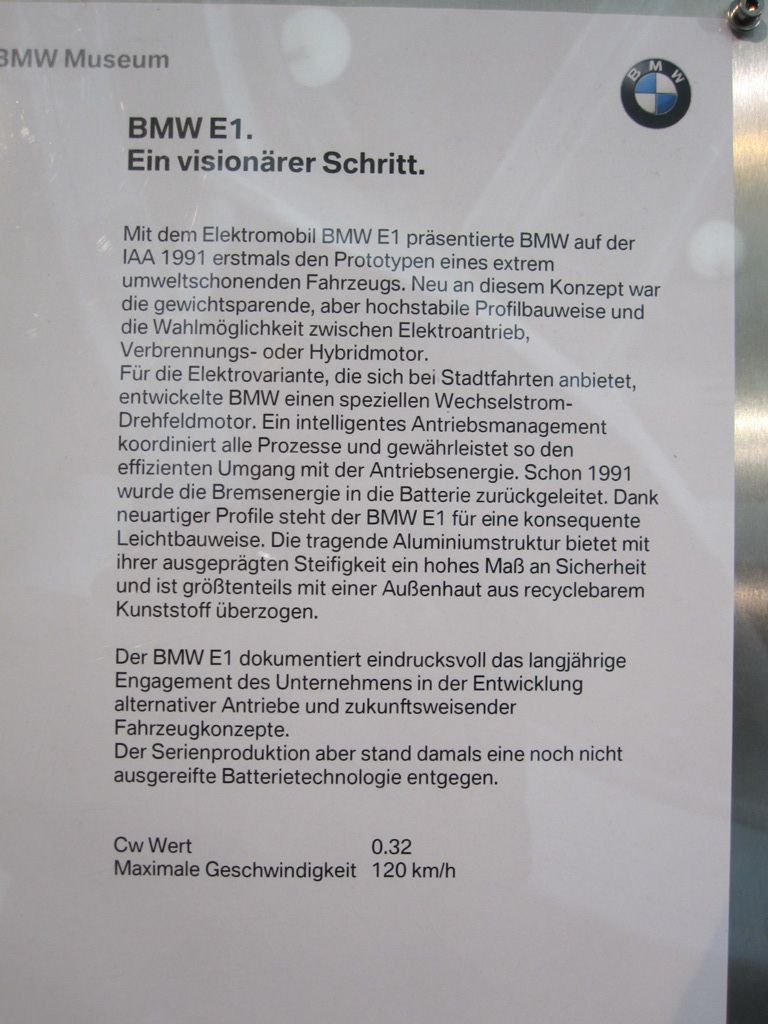 BMW Museum
BMW
BMW E1.
Ein visionärer Schritt.
Mit dem Elektromobil BMW E1 präsentierte BMW auf der
IAA 1991 erstmals den Prototypen eines extrem
umweltschonenden Fahrzeugs. Neu an diesem Konzept war
die gewichtsparende, aber hochstabile Profilbauweise und
die Wahlmöglichkeit zwischen Elektroantrieb,
Verbrennungs- oder Hybridmotor.
Für die Elektrovariante, die sich bei Stadtfahrten anbietet,
entwickelte BMW einen speziellen Wechselstrom-
Drehfeldmotor. Ein intelligentes Antriebsmanagement
koordiniert alle Prozesse und gewährleistet so den
effizienten Umgang mit der Antriebsenergie. Schon 1991
wurde die Bremsenergie in die Batterie zurückgeleitet. Dank
neuartiger Profile steht der BMW E1 für eine konsequente
Leichtbauweise. Die tragende Aluminiumstruktur bietet mit
ihrer ausgeprägten Steifigkeit ein hohes Maß an Sicherheit
und ist größtenteils mit einer Außenhaut aus recyclebarem
Kunststoff überzogen.
Der BMW E1 dokumentiert eindrucksvoll das langjährige
Engagement des Unternehmens in der Entwicklung
alternativer Antriebe und zukunftsweisender
Fahrzeugkonzepte.
Der Serienproduktion aber stand damals eine noch nicht
ausgereifte Batterietechnologie entgegen.
Cw Wert 0.32
Maximale Geschwindigkeit 120 km/h